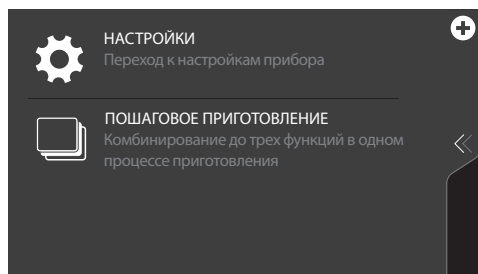 НАСТРОЙКИ
Переход к настройкам прибора
ПОШАГОВОЕ ПРИГОТОВЛЕНИЕ
Комбинирование до трех функций в одном
процессе приготовления